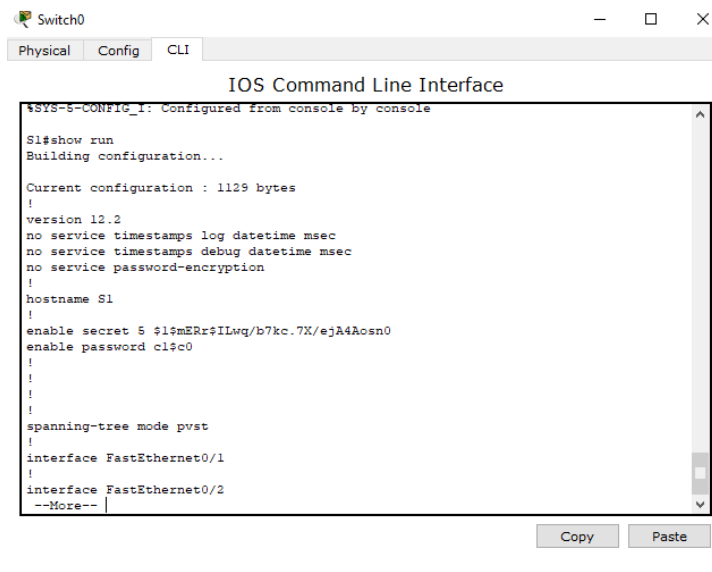 Switch0
Physical Config CLI
IOS Command Line Interface
%SYS-5-CONFIG_I: Configured from console by console
S1#show run
Building configuration...
Current configuration : 1129 bytes
!
version 12.2
no service timestamps log datetime msec
no service timestamps debug datetime msec
no service password-encryption
!
hostname S1
!
enable secret 5 $1$mERr$ILwq/b7kc.7X/ejA4Aosn0
enable password c1$c0
!
!
!
!
spanning-tree mode pvst
!
interface FastEthernet0/1
!
interface FastEthernet0/2
--More--
Copy Paste